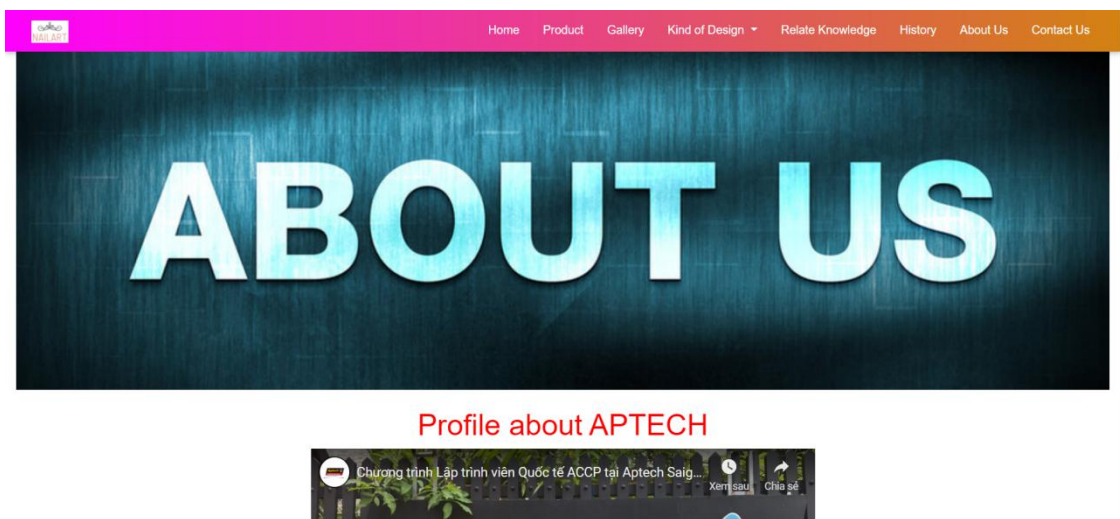 NAILART
Home Product Gallery Kind of Design Relate Knowledge History About Us Contact Us
ABOUT US
Profile about APTECH
Chương trình Lập trình viên Quốc tế ACCP tại Aptech Saig...
Xem sau Chia sẻ